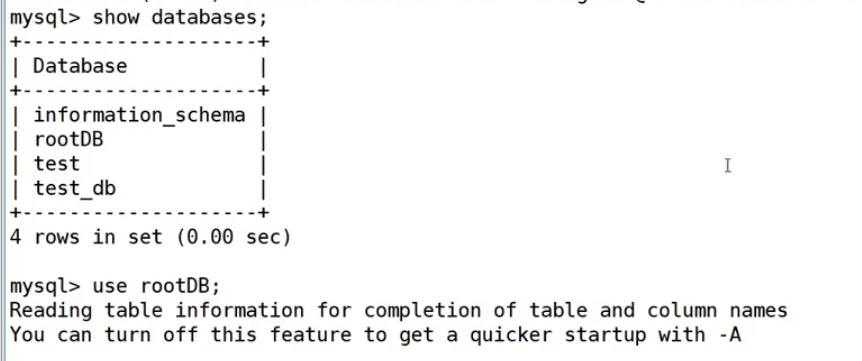 mysql> show databases;
+--------------------+
| Database           |
+--------------------+
| information_schema |
| rootDB             |
| test               |
| test_db            |
+--------------------+
4 rows in set (0.00 sec)
mysql> use rootDB;
Reading table information for completion of table and column names
You can turn off this feature to get a quicker startup with -A